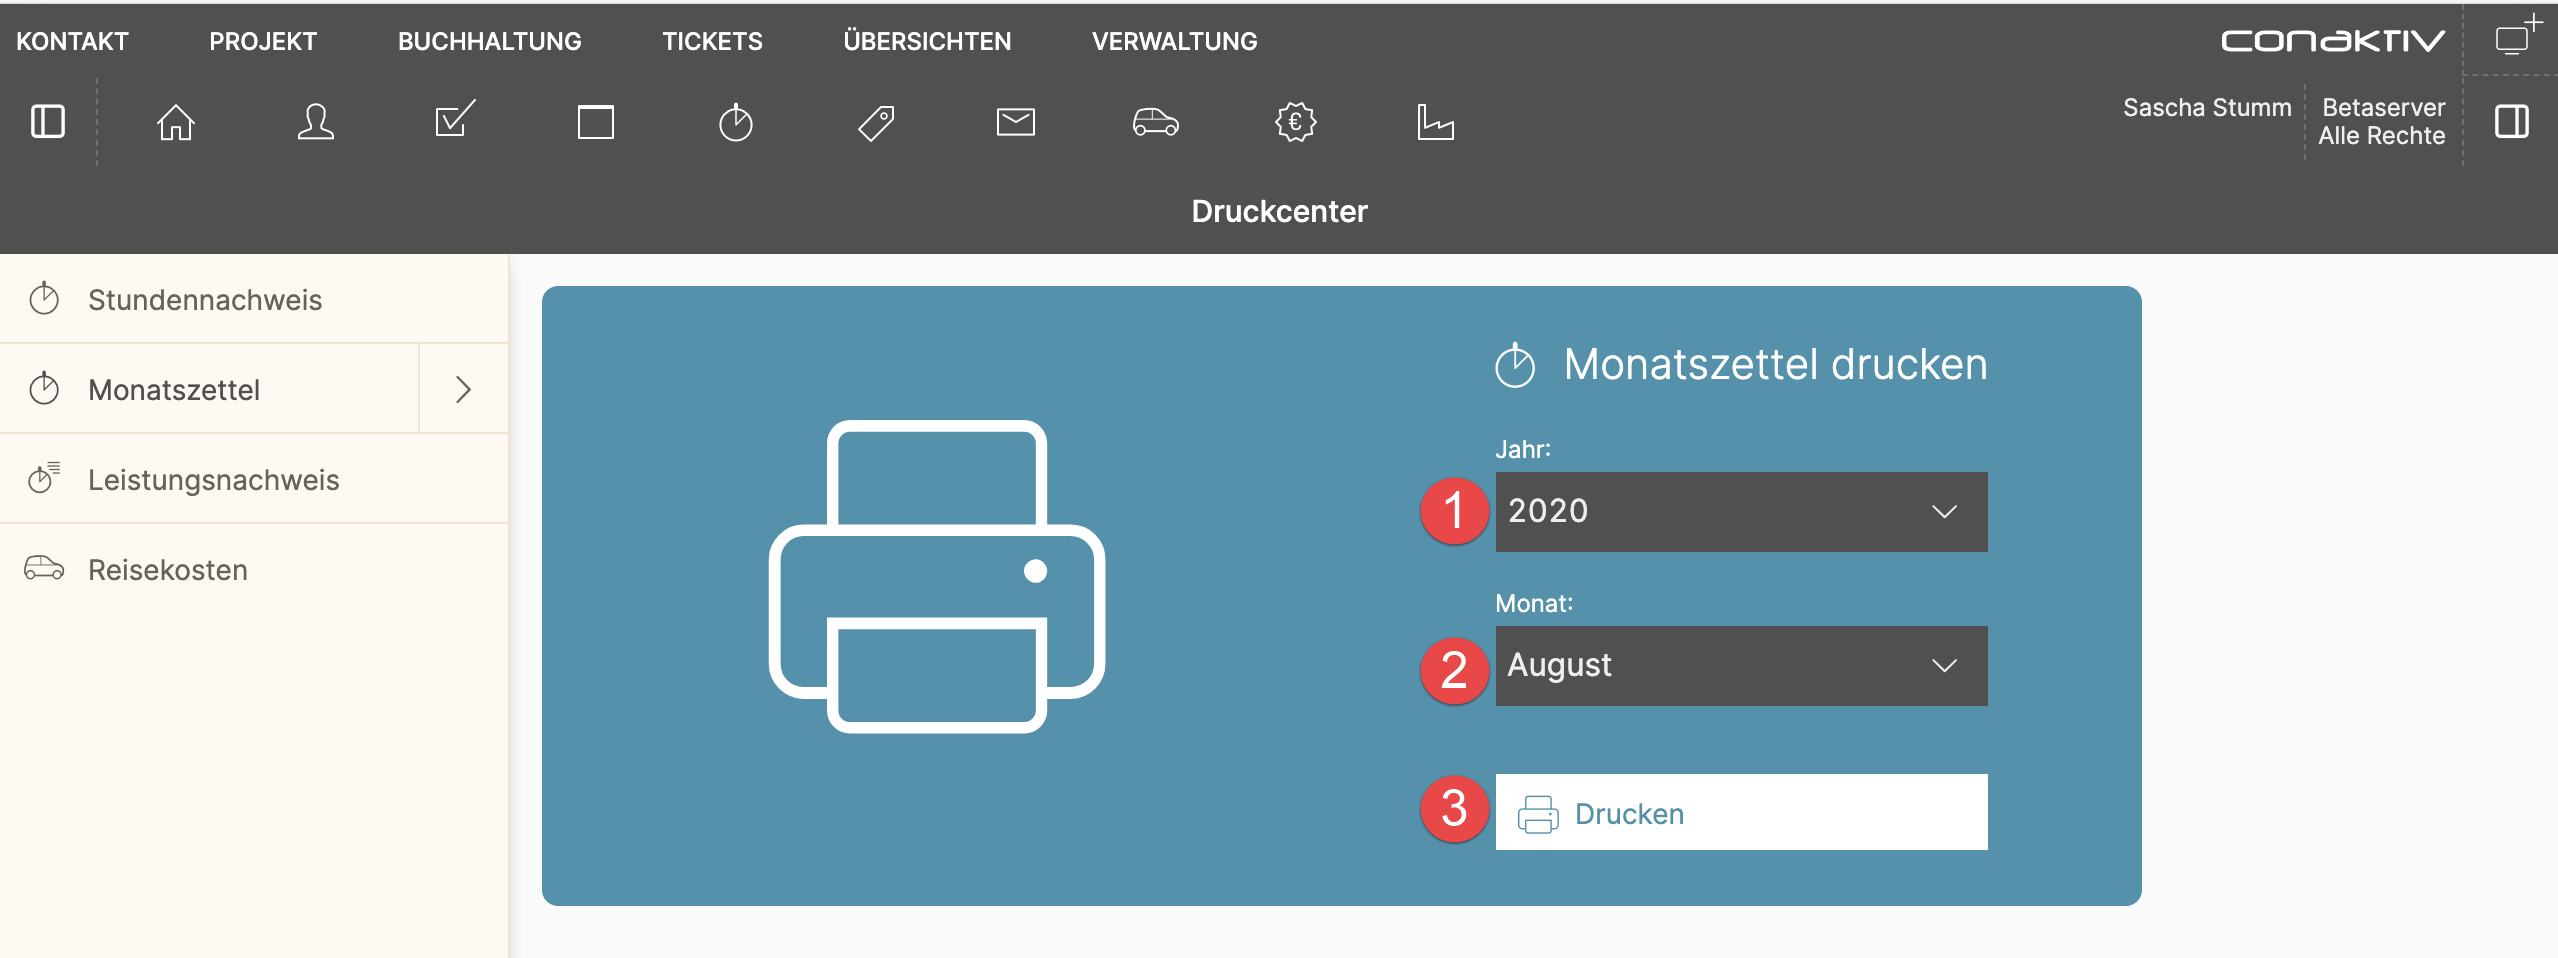 KONTAKT PROJEKT BUCHHALTUNG TICKETS ÜBERSICHTEN VERWALTUNG conaktiv
Sascha Stumm Betaserver
Alle Rechte
Druckcenter
Stundennachweis
Monatszettel
Leistungsnachweis
Reisekosten
Monatszettel drucken
Jahr:
1 2020
Monat:
2 August
3 Drucken